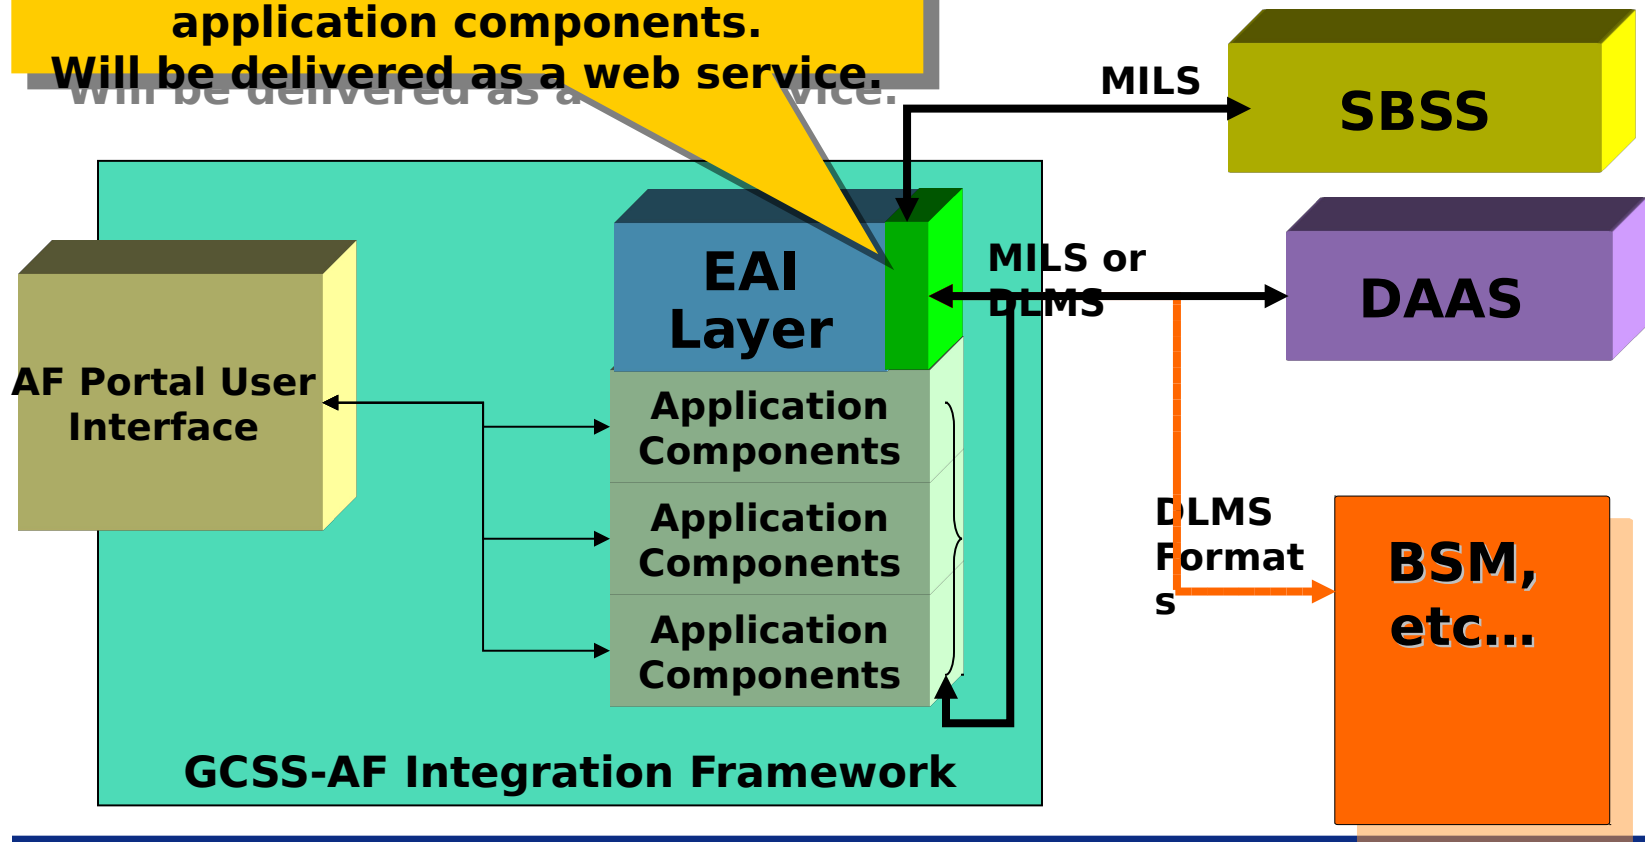 application components.
Will be delivered as a web service.
MILS
SBSS
MILS or
DLMS
DAAS
EAI
Layer
AF Portal User
Interface
Application
Components
Application
Components
Application
Components
DLMS
Format
s
BSM,
etc…
GCSS-AF Integration Framework